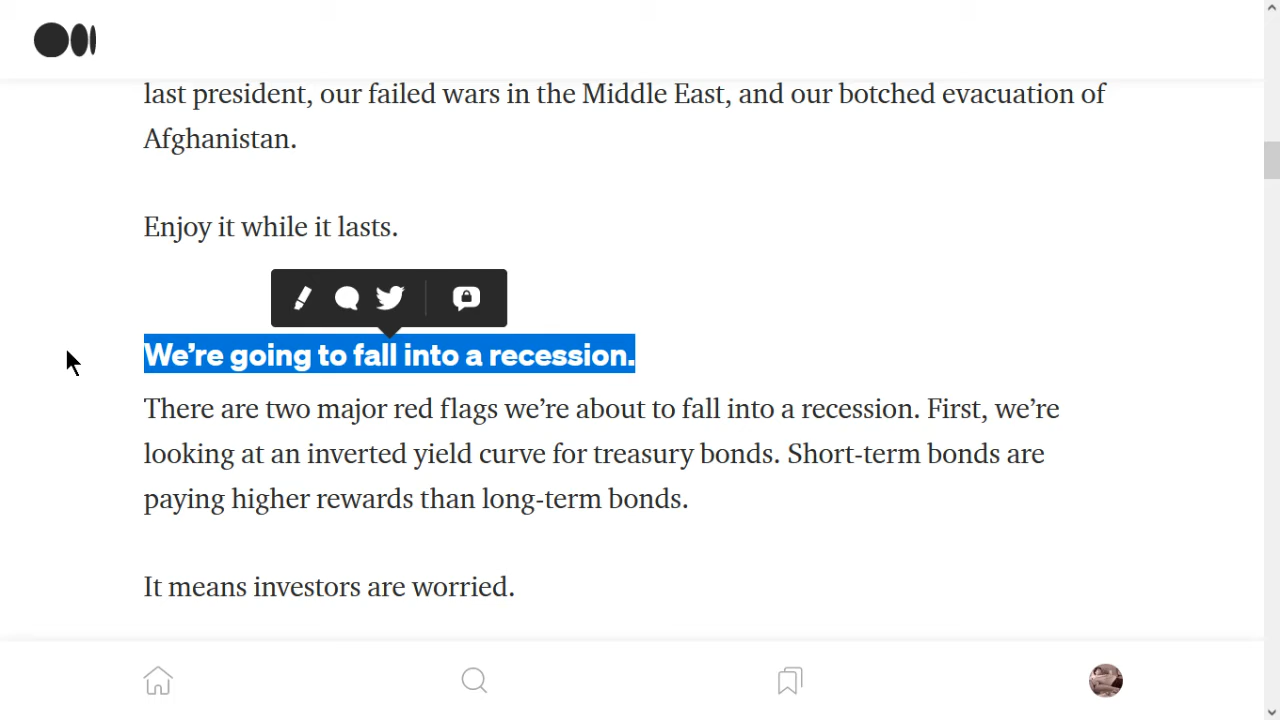 last president, our failed wars in the Middle East, and our botched evacuation of
Afghanistan.
Enjoy it while it lasts.
We’re going to fall into a recession.
There are two major red flags we’re about to fall into a recession. First, we’re
looking at an inverted yield curve for treasury bonds. Short-term bonds are
paying higher rewards than long-term bonds.
It means investors are worried.